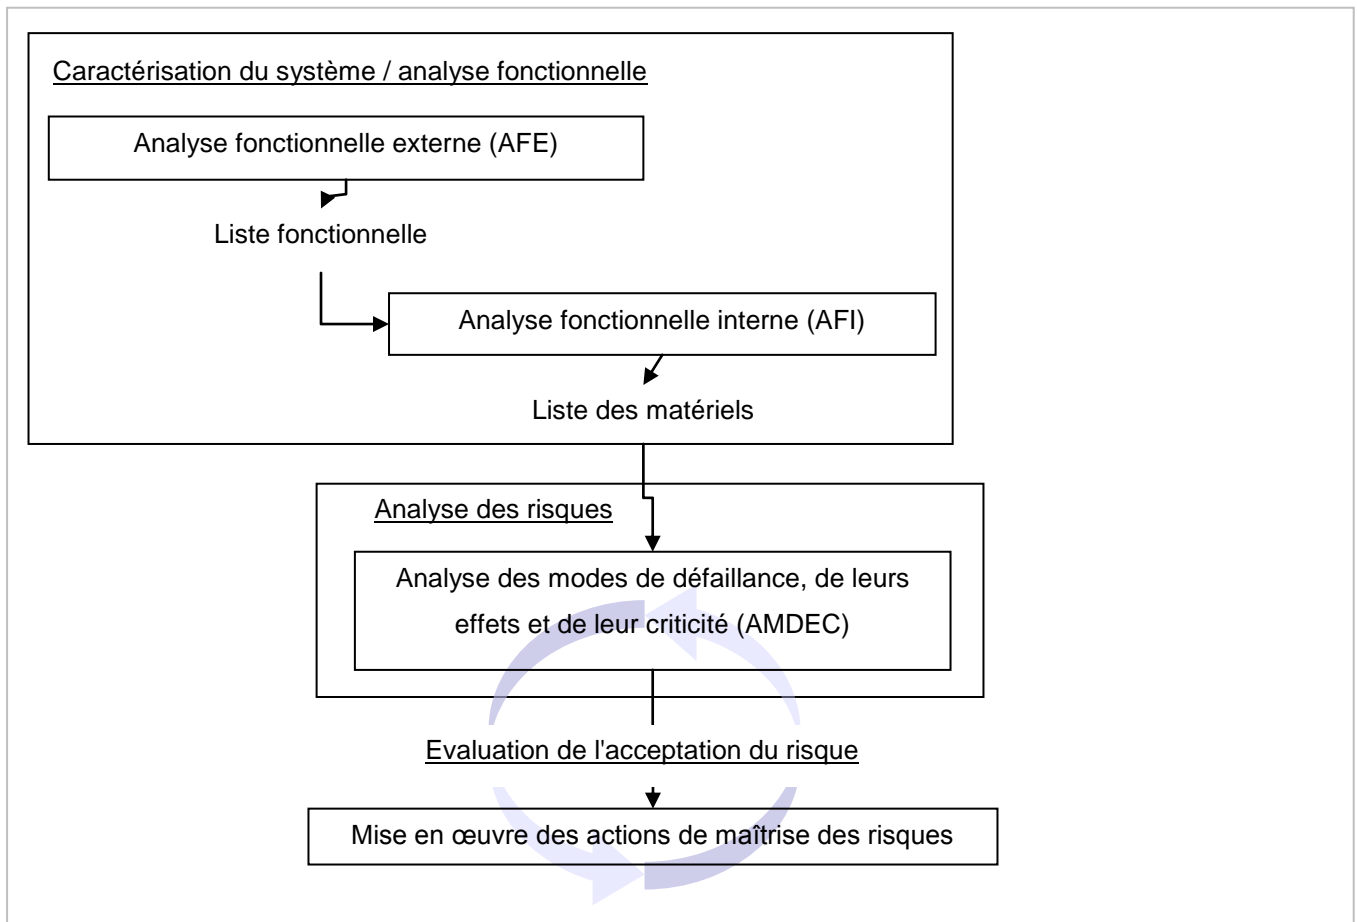 Caractérisation du système / analyse fonctionnelle
Analyse fonctionnelle externe (AFE)
Liste fonctionnelle
Analyse fonctionnelle interne (AFI)
Liste des matériels
Analyse des risques
Analyse des modes de défaillance, de leurs
effets et de leur criticité (AMDEC)
Evaluation de l'acceptation du risque
Mise en œuvre des actions de maîtrise des risques